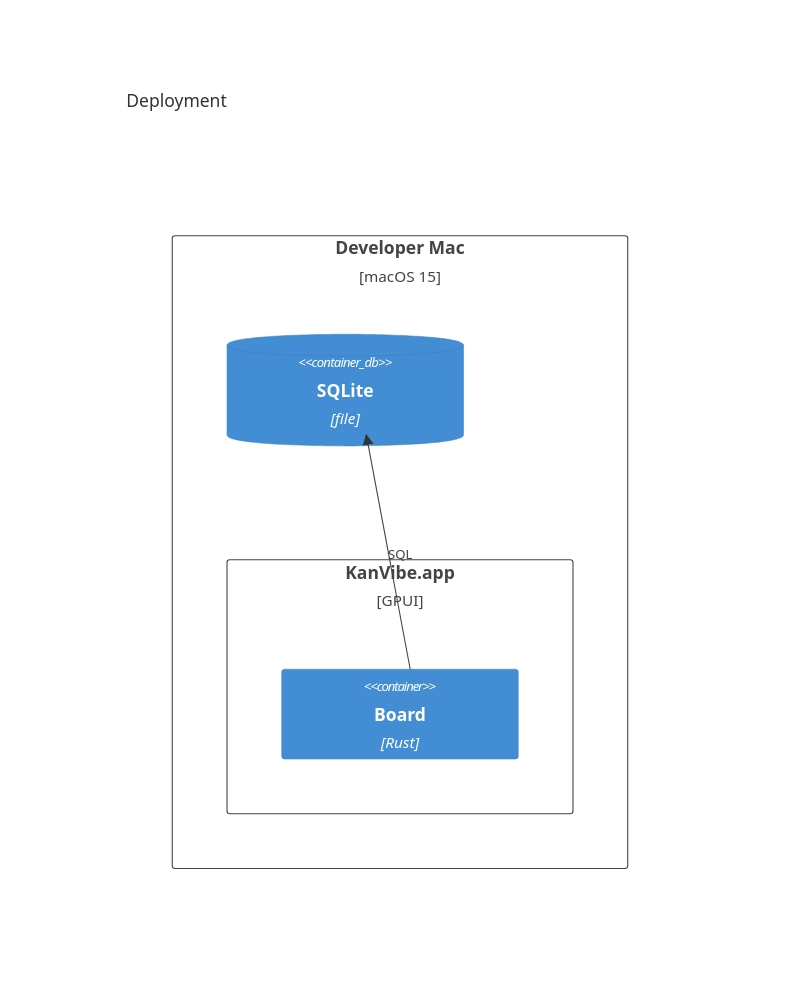 Deployment
Developer Mac
[macOS 15]
<<container_db>>
SQLite
[file]
SQL
KanVibe.app
[GPUI]
<<container>>
Board
[Rust]